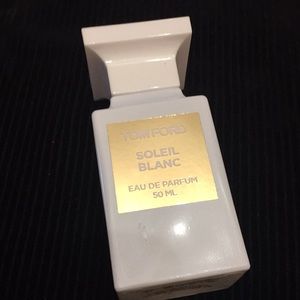 TOM FORD
SOLEIL
BLANC
EAU DE PARFUM
50 ML